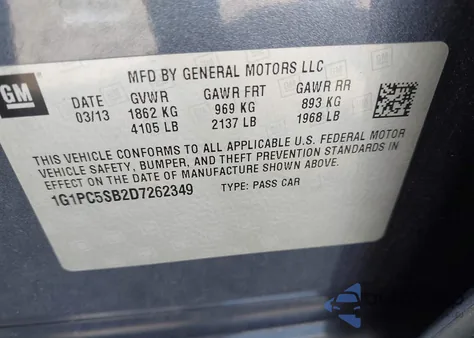 GM
MFD BY GENERAL MOTORS LLC
DATE GVWR GAWR FRT GAWR RR
03/13 1862 KG 969 KG 893 KG
4105 LB 2137 LB 1968 LB
THIS VEHICLE CONFORMS TO ALL APPLICABLE U.S. FEDERAL MOTOR
VEHICLE SAFETY, BUMPER, AND THEFT PREVENTION STANDARDS IN
EFFECT ON THE DATE OF MANUFACTURE SHOWN ABOVE.
1G1PC5SB2D7262349 TYPE: PASS CAR